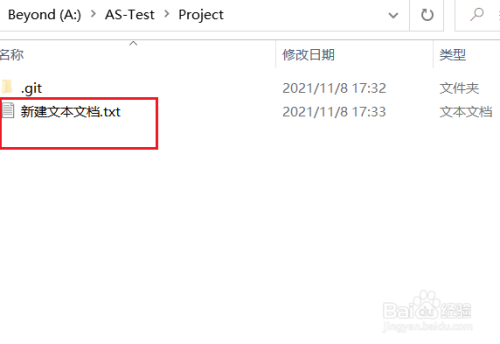 Beyond (A:) > AS-Test > Project
名称 修改日期 类型
.git 2021/11/8 17:32 文件夹
新建文本文档.txt 2021/11/8 17:33 文本文档
Baidu 经验
jingyan.baidu.com